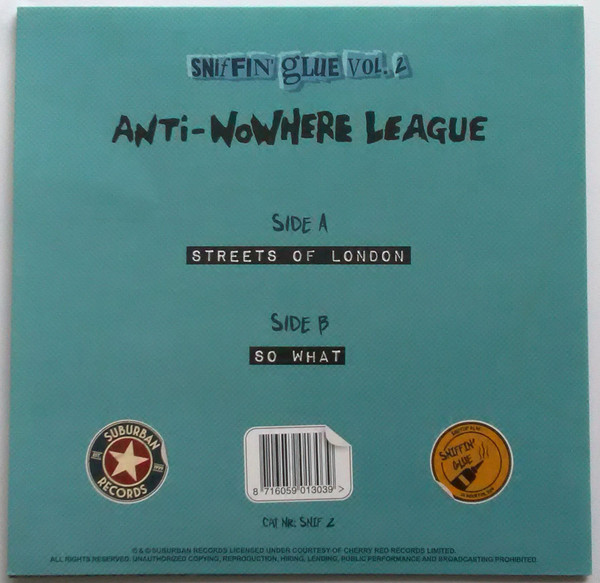 SNifFIN' gLUE VOL. 2
ANTi-NoWHERE LEAGUE
SIDE A
STREETS OF LONDON
SIDE B
SO WHAT
SUBURBAN
RECORDS
8 716059 013039 >
SNIFFIN'
GLUE
CAT NR: SNIF 2
℗ & © SUBURBAN RECORDS LICENSED UNDER COURTESY OF CHERRY RED RECORDS LIMITED.
ALL RIGHTS RESERVED. UNAUTHORIZED COPYING, REPRODUCTION, HIRING, LENDING, PUBLIC PERFORMANCE AND BROADCASTING PROHIBITED.